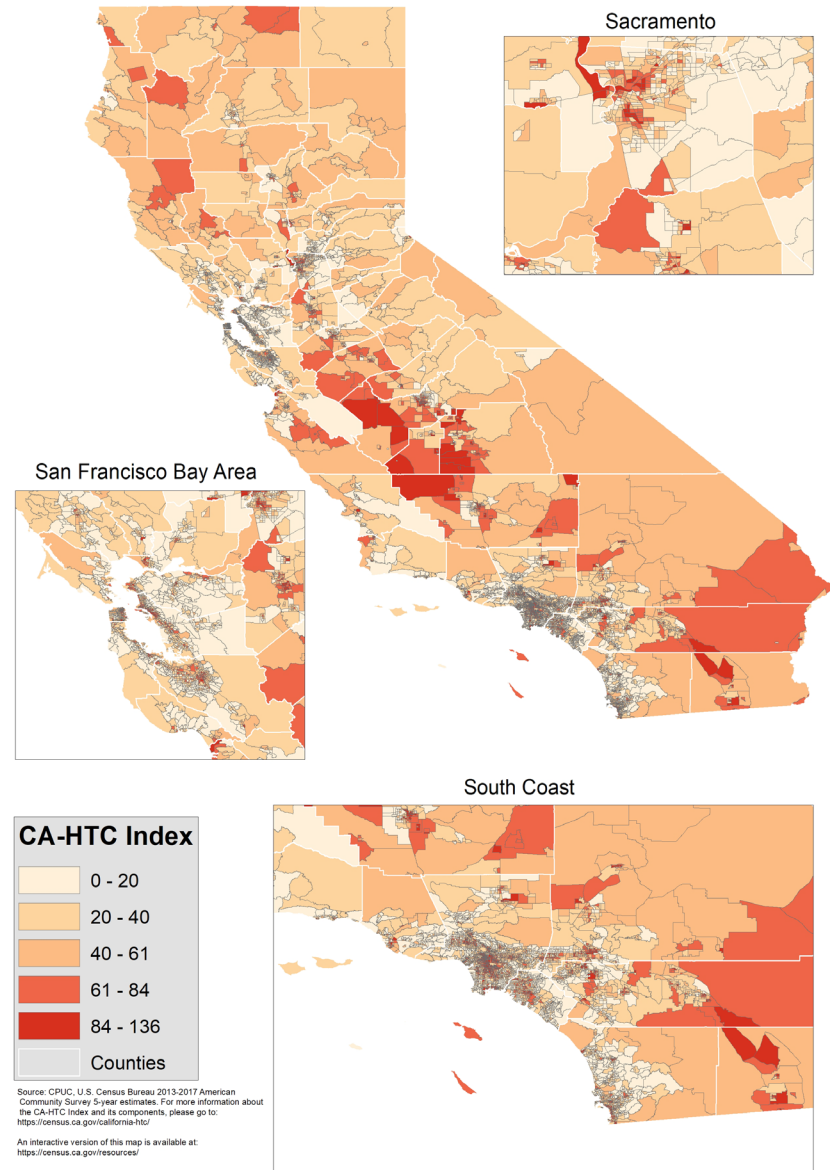 Sacramento
San Francisco Bay Area
South Coast
CA-HTC Index
0 - 20
20 - 40
40 - 61
61 - 84
84 - 136
Counties
Source: CPUC, U.S. Census Bureau 2013-2017 American
Community Survey 5-year estimates. For more information about
the CA-HTC Index and its components, please go to:
https://census.ca.gov/california-htc/
An interactive version of this map is available at:
https://census.ca.gov/resources/